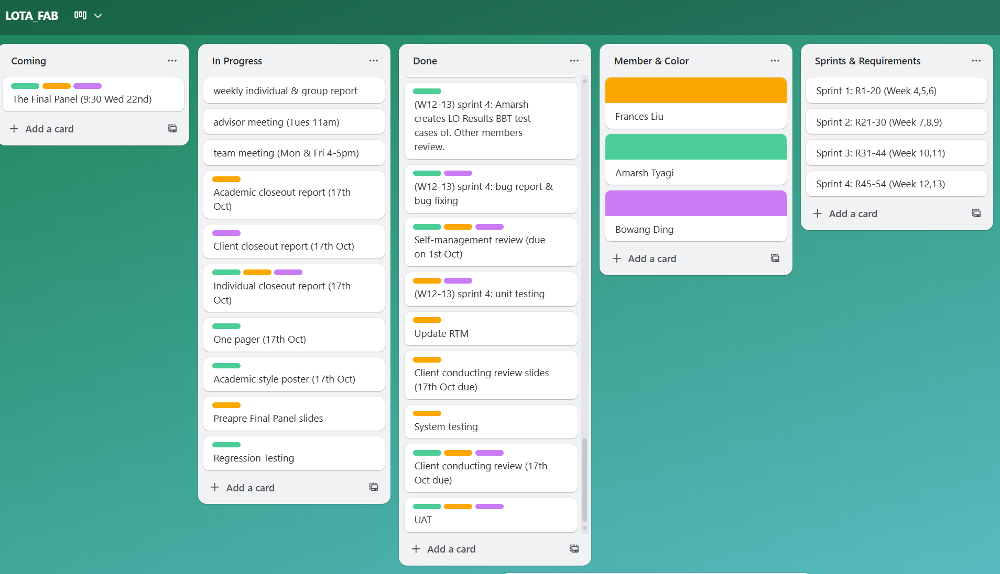 LOTA_FAB
Coming
The Final Panel (9:30 Wed 22nd)
Add a card
In Progress
weekly individual & group report
advisor meeting (Tues 11am)
team meeting (Mon & Fri 4-5pm)
Academic closeout report (17th
Oct)
Client closeout report (17th Oct)
Individual closeout report (17th
Oct)
One pager (17th Oct)
Academic style poster (17th Oct)
Preapre Final Panel slides
Regression Testing
Add a card
Done
(W12-13) sprint 4: Amarsh
creates LO Results BBT test
cases of. Other members
review.
(W12-13) sprint 4: bug report &
bug fixing
Self-management review (due
on 1st Oct)
(W12-13) sprint 4: unit testing
Update RTM
Client conducting review slides
(17th Oct due)
System testing
Client conducting review (17th
Oct due)
UAT
Add a card
Member & Color
Frances Liu
Amarsh Tyagi
Bowang Ding
Add a card
Sprints & Requirements
Sprint 1: R1-20 (Week 4,5,6)
Sprint 2: R21-30 (Week 7,8,9)
Sprint 3: R31-44 (Week 10,11)
Sprint 4: R45-54 (Week 12,13)
Add a card